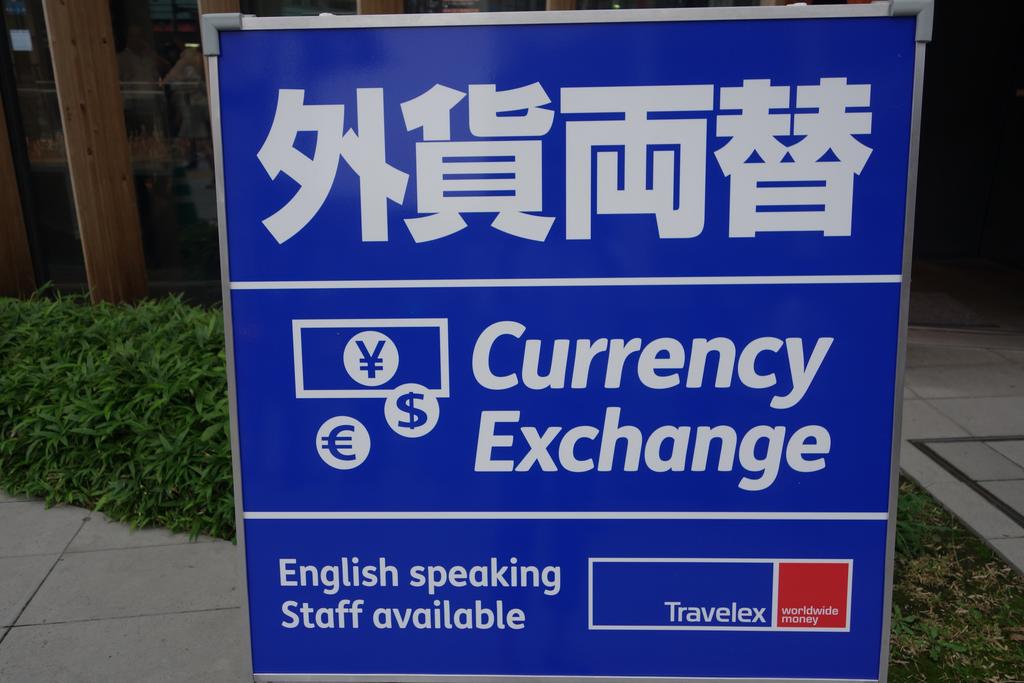 外貨両替
¥
$
€
Currency
Exchange
English speaking
Staff available
Travelex
worldwide
money